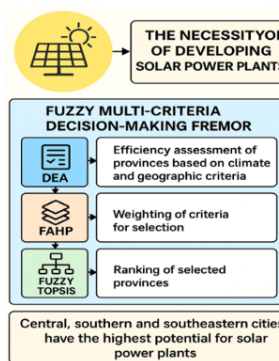 THE NECESSITYOF
OF DEVELOPING
SOLAR POWER PLANTS
FUZZY MULTI-CRITERIA
DECISION-MAKING FREMOR
DEA
Efficiency assessment of
provinces based on climate
and geographic criteria
FAHP
Weighting of criteria
for selection
FUZZY
TOPSIS
Ranking of selected
provinces
Central, southern and southeastern cities
have the highest potential for solar
power plants